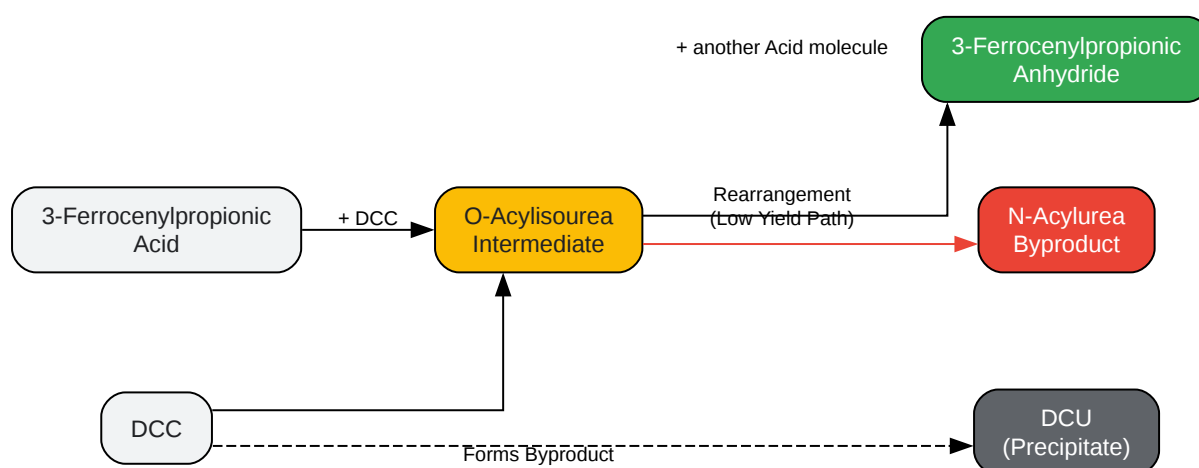 + another Acid molecule
3-Ferrocenylpropionic
Anhydride
3-Ferrocenylpropionic
Acid
+ DCC
O-Acylisourea
Intermediate
Rearrangement
(Low Yield Path)
N-Acylurea
Byproduct
DCC
Forms Byproduct
DCU
(Precipitate)